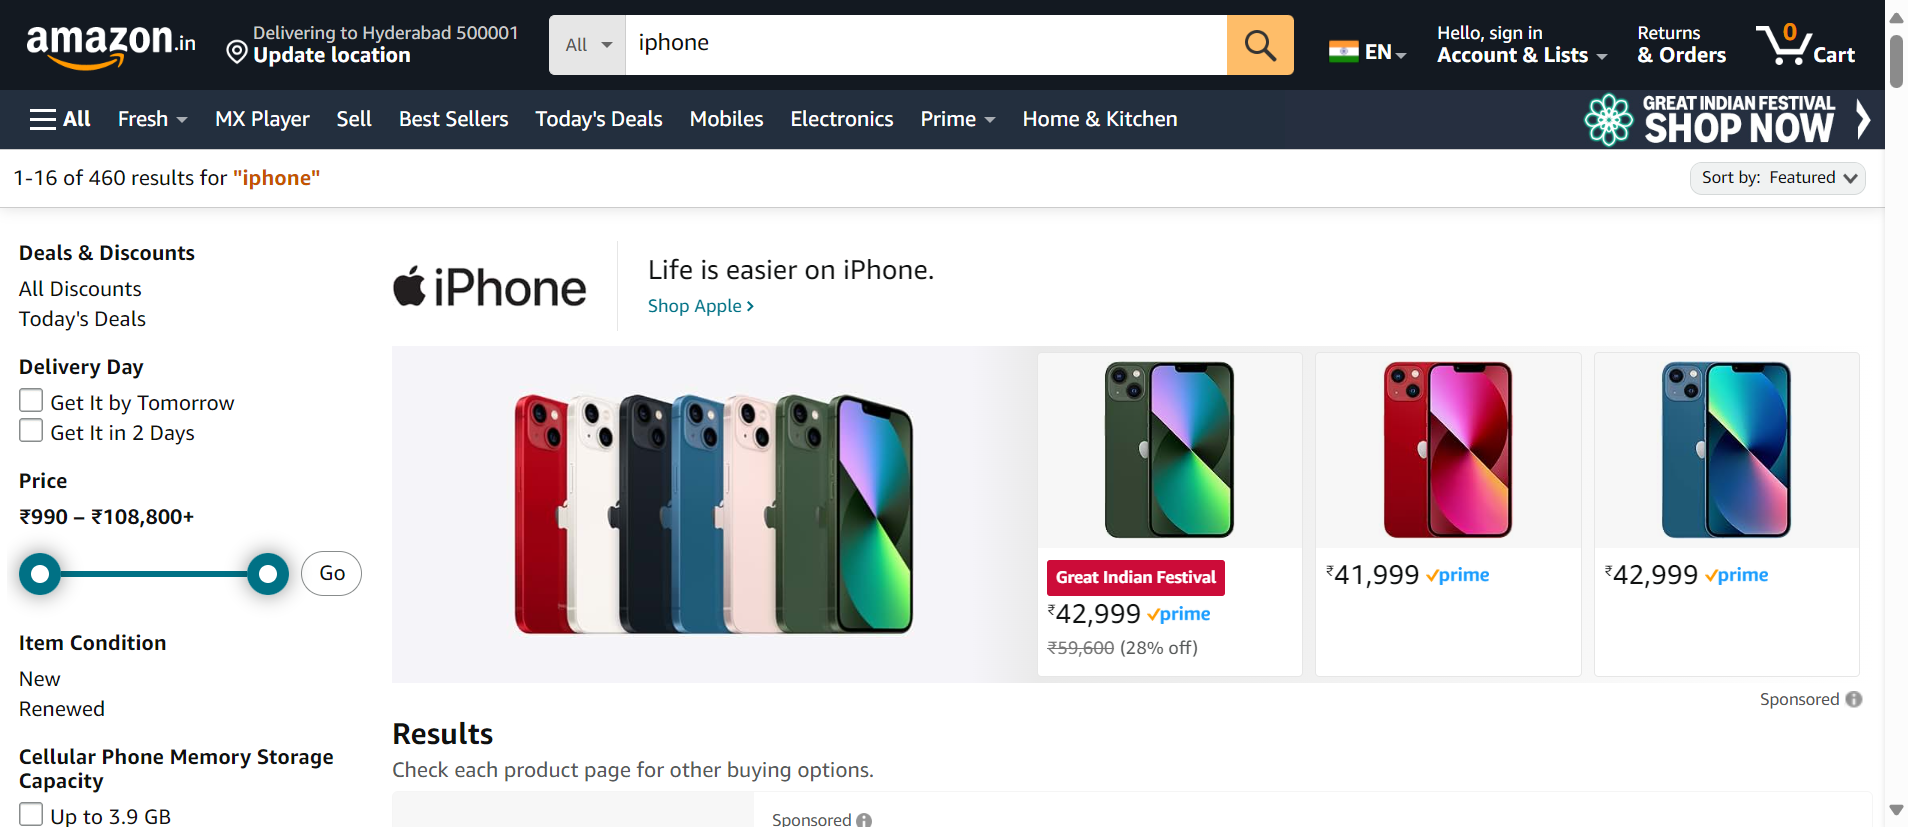 amazon.in
Delivering to Hyderabad 500001
Update location
All
iphone
EN
Hello, sign in
Account & Lists
Returns
& Orders
0
Cart
All
Fresh
MX Player
Sell
Best Sellers
Today's Deals
Mobiles
Electronics
Prime
Home & Kitchen
GREAT INDIAN FESTIVAL
SHOP NOW
1-16 of 460 results for "iphone"
Sort by: Featured
Deals & Discounts
All Discounts
Today's Deals
Delivery Day
Get It by Tomorrow
Get It in 2 Days
Price
₹990 – ₹108,800+
Go
Item Condition
New
Renewed
Cellular Phone Memory Storage
Capacity
Up to 3.9 GB
iPhone
Life is easier on iPhone.
Shop Apple ›
Great Indian Festival
₹42,999 prime
₹59,600 (28% off)
₹41,999 prime
₹42,999 prime
Sponsored
Results
Check each product page for other buying options.
Sponsored